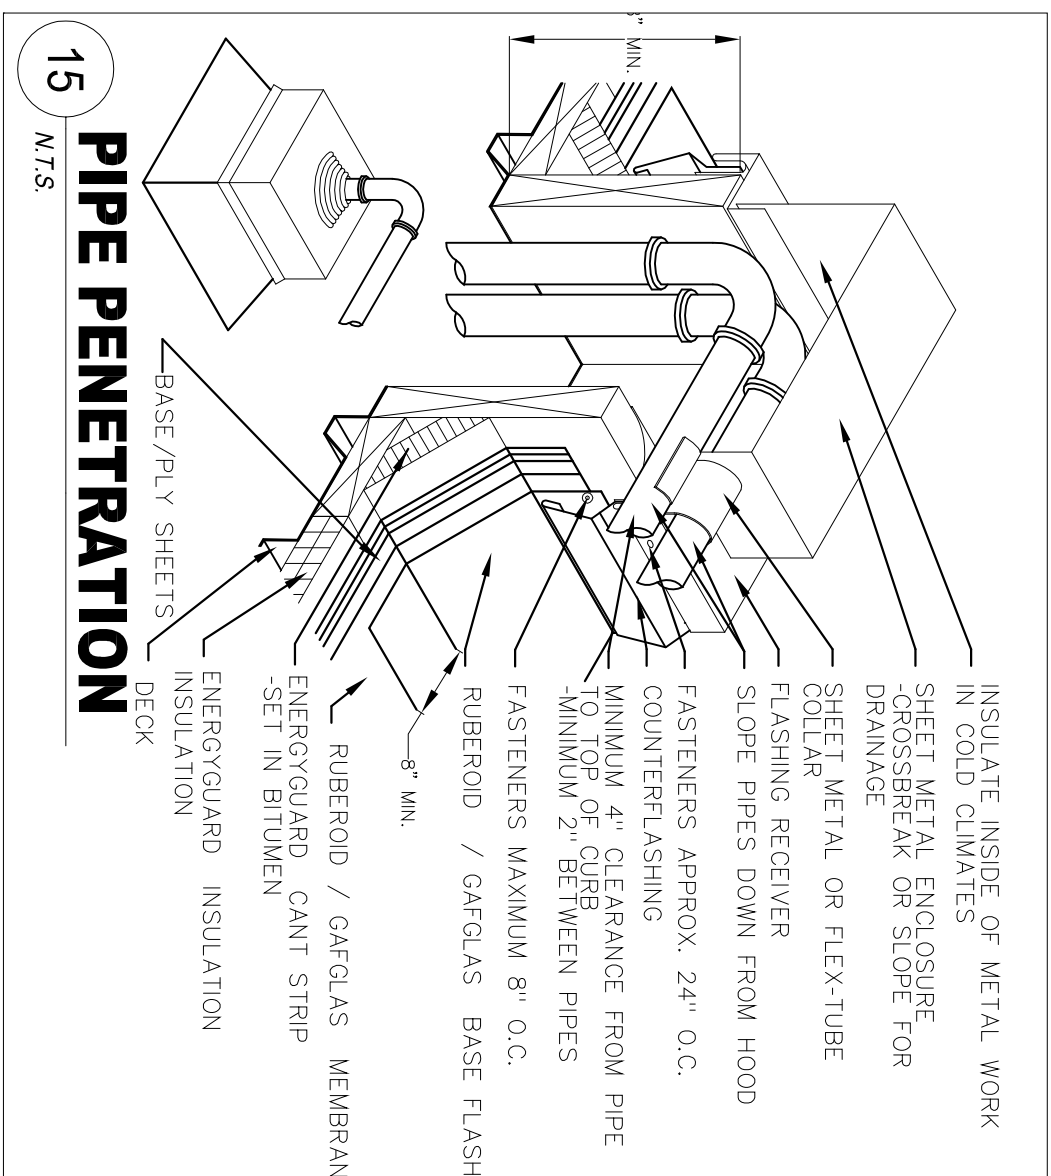 INSULATE INSIDE OF METAL WORK
IN COLD CLIMATES
SHEET METAL ENCLOSURE
-CROSSBREAK OR SLOPE FOR
DRAINAGE
SHEET METAL OR FLEX-TUBE
COLLAR
FLASHING RECEIVER
SLOPE PIPES DOWN FROM HOOD
FASTENERS APPROX. 24" O.C.
COUNTERFLASHING
MINIMUM 4" CLEARANCE FROM PIPE
TO TOP OF CURB
-MINIMUM 2" BETWEEN PIPES
FASTENERS MAXIMUM 8" O.C.
RUBEROID / GAFGLAS BASE FLASH
8" MIN.
RUBEROID / GAFGLAS MEMBRAN
ENERGYGUARD CANT STRIP
-SET IN BITUMEN
ENERGYGUARD INSULATION
INSULATION
DECK
BASE/PLY SHEETS
" MIN.
15
PIPE PENETRATION
N.T.S.